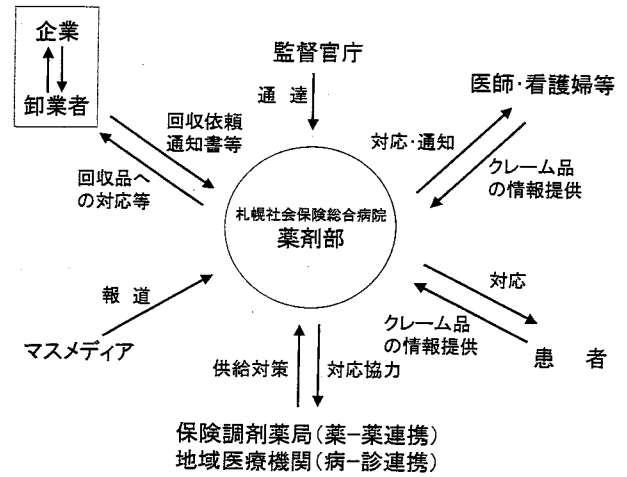 企業
卸業者
監督官庁
通達
医師・看護婦等
回収依頼
通知書等
対応・通知
回収品へ
の対応等
クレーム品
の情報提供
札幌社会保険総合病院
薬剤部
報道
マスメディア
対応
クレーム品
の情報提供
患者
供給対策
対応協力
保険調剤薬局(薬−薬連携)
地域医療機関(病−診連携)